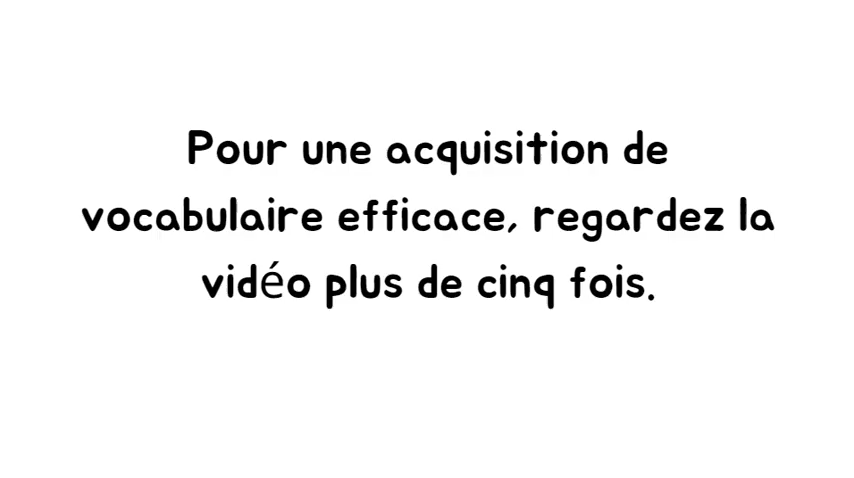 Pour une acquisition de
vocabulaire efficace, regardez la
vidéo plus de cinq fois.